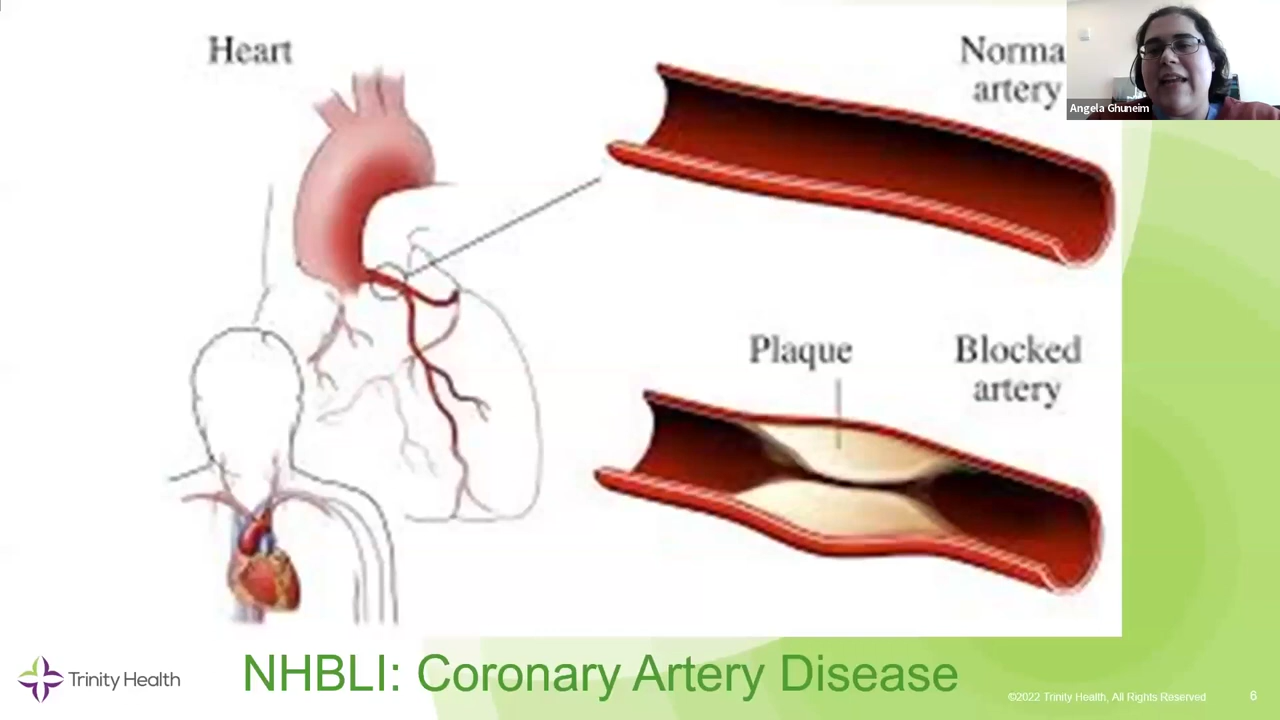 Heart
Norma
artery
Angela Ghuneim
Plaque
Blocked
artery
Trinity Health
NHBLI: Coronary Artery Disease
©2022 Trinity Health, All Rights Reserved
6